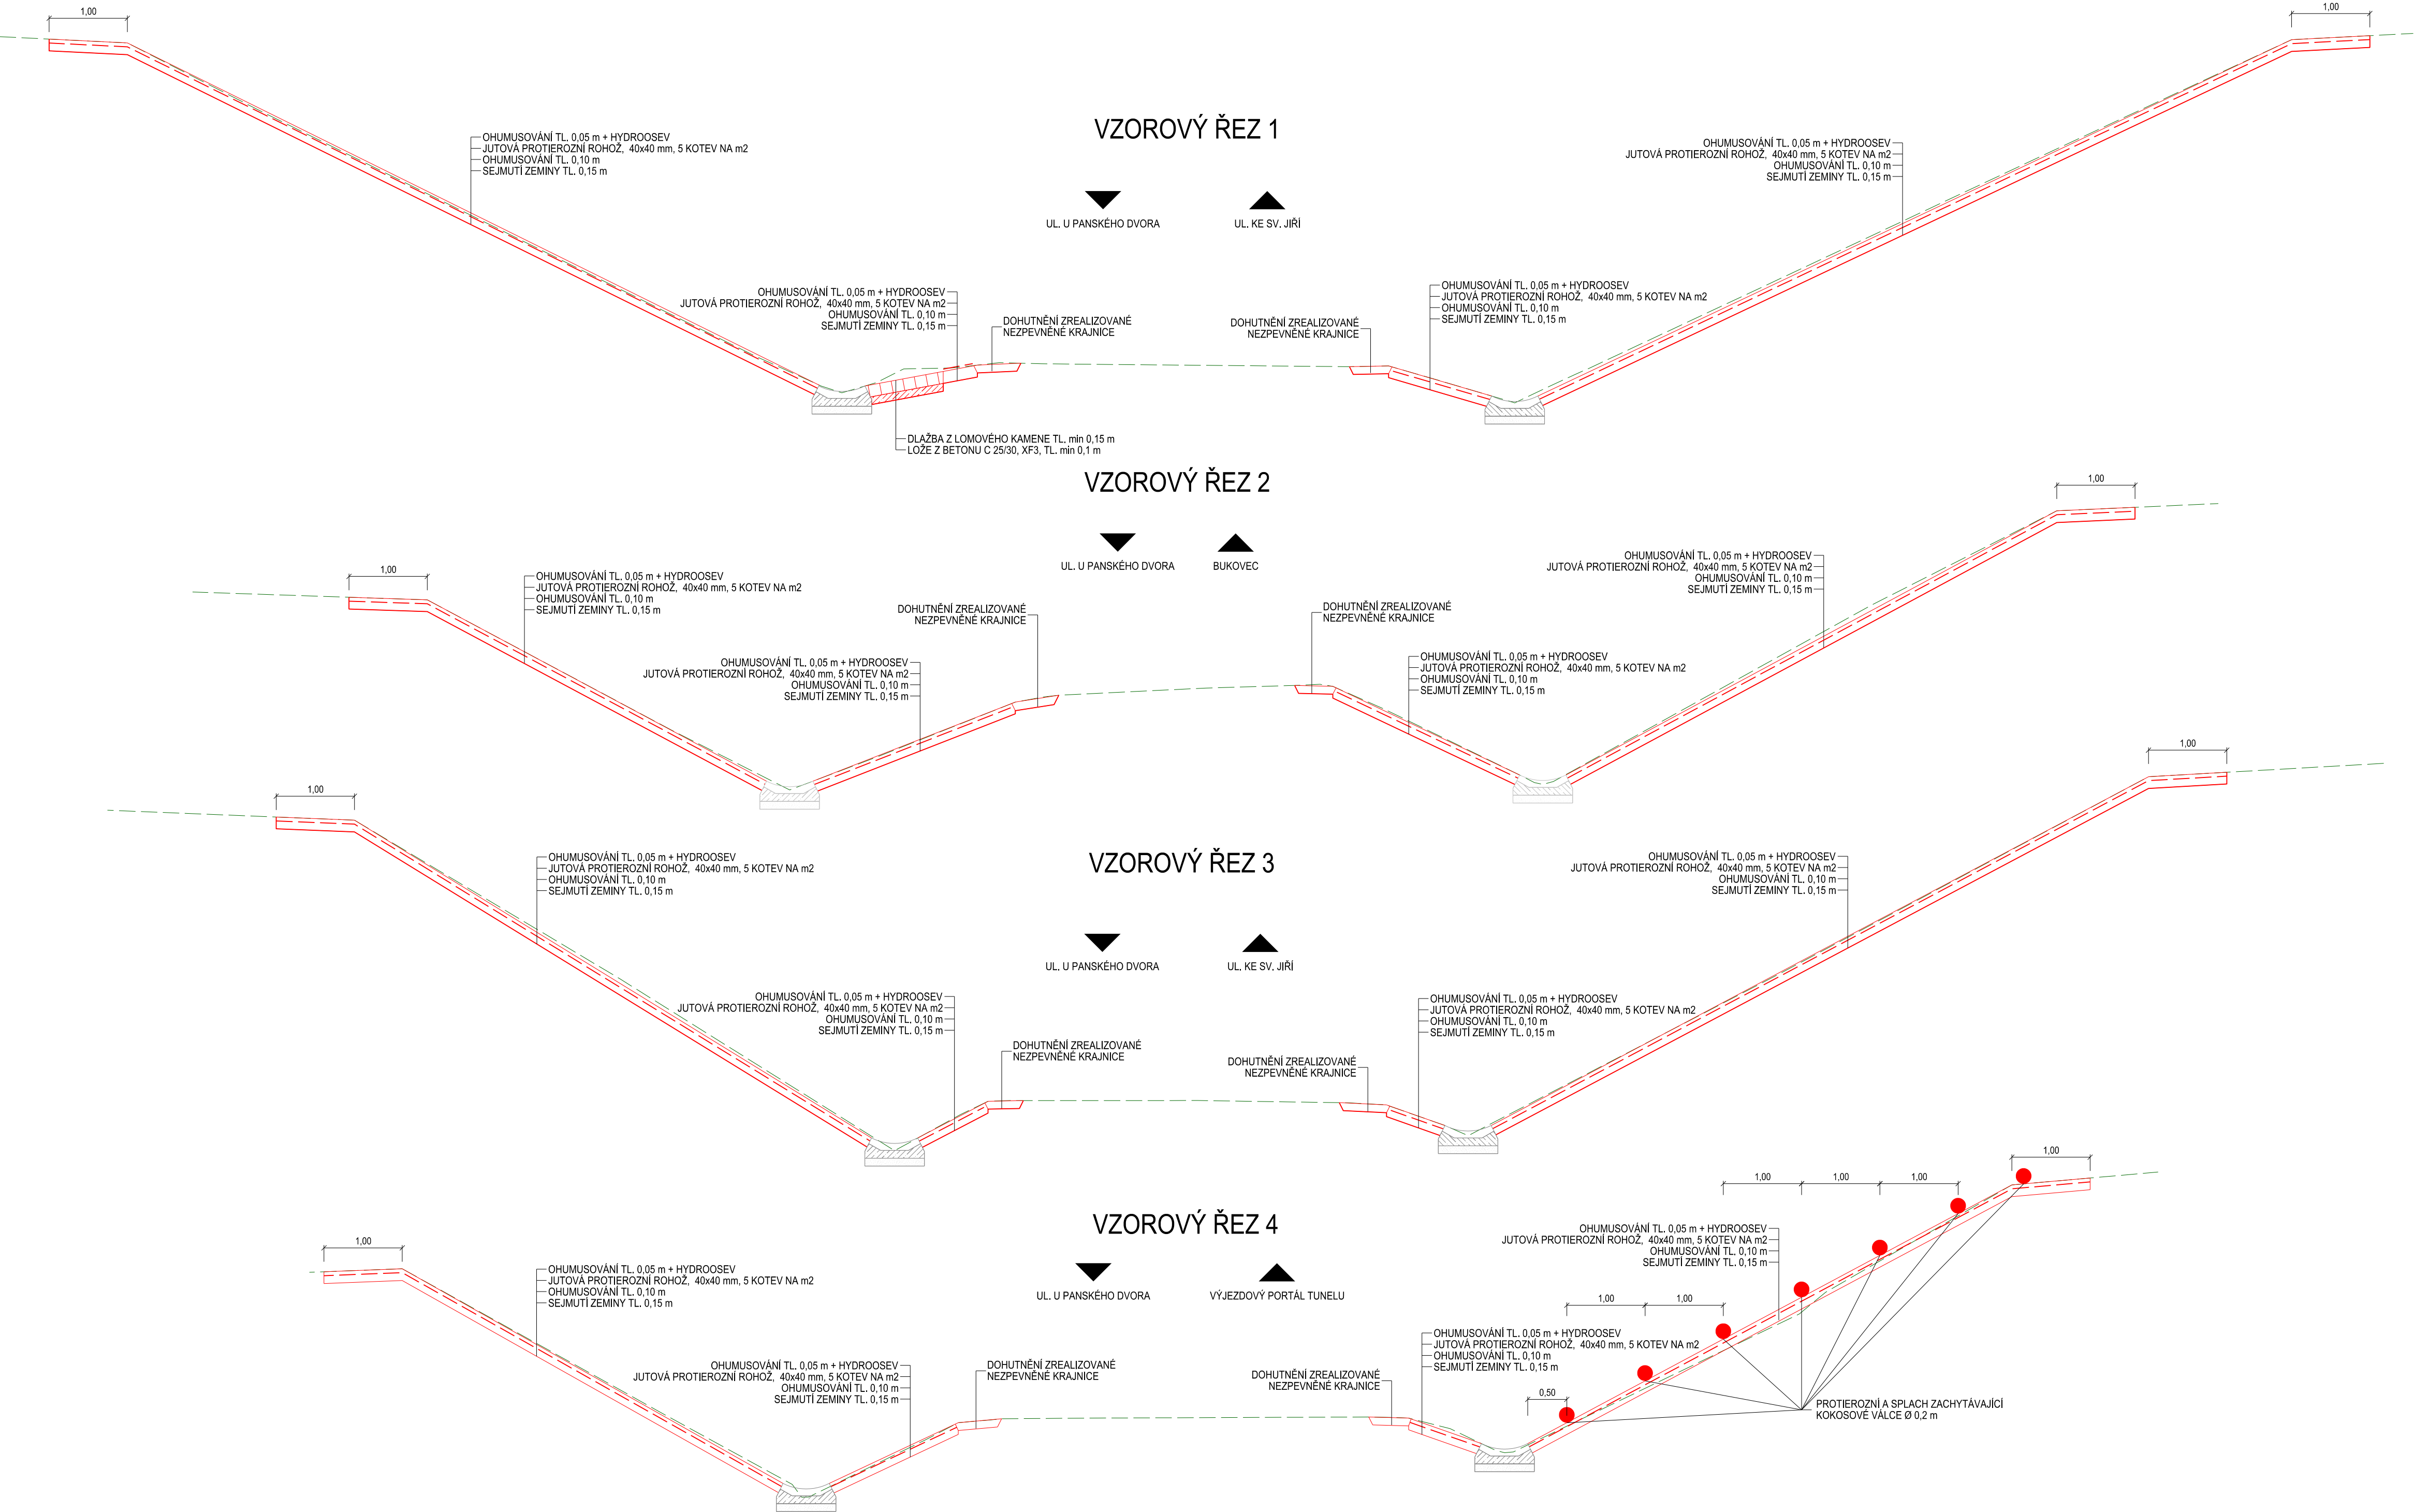 1,00
1,00
VZOROVÝ ŘEZ 1
OHUMUSOVÁNÍ TL. 0,05 m + HYDROOSEV
JUTOVÁ PROTIEROZNÍ ROHOŽ, 40x40 mm, 5 KOTEV NA m2
OHUMUSOVÁNÍ TL. 0,10 m
SEJMUTÍ ZEMINY TL. 0,15 m
OHUMUSOVÁNÍ TL. 0,05 m + HYDROOSEV
JUTOVÁ PROTIEROZNÍ ROHOŽ, 40x40 mm, 5 KOTEV NA m2
OHUMUSOVÁNÍ TL. 0,10 m
SEJMUTÍ ZEMINY TL. 0,15 m
UL. U PANSKÉHO DVORA
UL. KE SV. JIŘÍ
OHUMUSOVÁNÍ TL. 0,05 m + HYDROOSEV
JUTOVÁ PROTIEROZNÍ ROHOŽ, 40x40 mm, 5 KOTEV NA m2
OHUMUSOVÁNÍ TL. 0,10 m
SEJMUTÍ ZEMINY TL. 0,15 m
DOHUTNĚNÍ ZREALIZOVANÉ
NEZPEVNĚNÉ KRAJNICE
DOHUTNĚNÍ ZREALIZOVANÉ
NEZPEVNĚNÉ KRAJNICE
OHUMUSOVÁNÍ TL. 0,05 m + HYDROOSEV
JUTOVÁ PROTIEROZNÍ ROHOŽ, 40x40 mm, 5 KOTEV NA m2
OHUMUSOVÁNÍ TL. 0,10 m
SEJMUTÍ ZEMINY TL. 0,15 m
DLAŽBA Z LOMOVÉHO KAMENE TL. min 0,15 m
LOŽE Z BETONU C 25/30, XF3, TL. min 0,1 m
VZOROVÝ ŘEZ 2
1,00
1,00
UL. U PANSKÉHO DVORA
BUKOVEC
OHUMUSOVÁNÍ TL. 0,05 m + HYDROOSEV
JUTOVÁ PROTIEROZNÍ ROHOŽ, 40x40 mm, 5 KOTEV NA m2
OHUMUSOVÁNÍ TL. 0,10 m
SEJMUTÍ ZEMINY TL. 0,15 m
OHUMUSOVÁNÍ TL. 0,05 m + HYDROOSEV
JUTOVÁ PROTIEROZNÍ ROHOŽ, 40x40 mm, 5 KOTEV NA m2
OHUMUSOVÁNÍ TL. 0,10 m
SEJMUTÍ ZEMINY TL. 0,15 m
DOHUTNĚNÍ ZREALIZOVANÉ
NEZPEVNĚNÉ KRAJNICE
DOHUTNĚNÍ ZREALIZOVANÉ
NEZPEVNĚNÉ KRAJNICE
OHUMUSOVÁNÍ TL. 0,05 m + HYDROOSEV
JUTOVÁ PROTIEROZNÍ ROHOŽ, 40x40 mm, 5 KOTEV NA m2
OHUMUSOVÁNÍ TL. 0,10 m
SEJMUTÍ ZEMINY TL. 0,15 m
OHUMUSOVÁNÍ TL. 0,05 m + HYDROOSEV
JUTOVÁ PROTIEROZNÍ ROHOŽ, 40x40 mm, 5 KOTEV NA m2
OHUMUSOVÁNÍ TL. 0,10 m
SEJMUTÍ ZEMINY TL. 0,15 m
1,00
1,00
VZOROVÝ ŘEZ 3
OHUMUSOVÁNÍ TL. 0,05 m + HYDROOSEV
JUTOVÁ PROTIEROZNÍ ROHOŽ, 40x40 mm, 5 KOTEV NA m2
OHUMUSOVÁNÍ TL. 0,10 m
SEJMUTÍ ZEMINY TL. 0,15 m
OHUMUSOVÁNÍ TL. 0,05 m + HYDROOSEV
JUTOVÁ PROTIEROZNÍ ROHOŽ, 40x40 mm, 5 KOTEV NA m2
OHUMUSOVÁNÍ TL. 0,10 m
SEJMUTÍ ZEMINY TL. 0,15 m
UL. U PANSKÉHO DVORA
UL. KE SV. JIŘÍ
OHUMUSOVÁNÍ TL. 0,05 m + HYDROOSEV
JUTOVÁ PROTIEROZNÍ ROHOŽ, 40x40 mm, 5 KOTEV NA m2
OHUMUSOVÁNÍ TL. 0,10 m
SEJMUTÍ ZEMINY TL. 0,15 m
OHUMUSOVÁNÍ TL. 0,05 m + HYDROOSEV
JUTOVÁ PROTIEROZNÍ ROHOŽ, 40x40 mm, 5 KOTEV NA m2
OHUMUSOVÁNÍ TL. 0,10 m
SEJMUTÍ ZEMINY TL. 0,15 m
DOHUTNĚNÍ ZREALIZOVANÉ
NEZPEVNĚNÉ KRAJNICE
DOHUTNĚNÍ ZREALIZOVANÉ
NEZPEVNĚNÉ KRAJNICE
1,00
1,00
1,00
1,00
VZOROVÝ ŘEZ 4
1,00
OHUMUSOVÁNÍ TL. 0,05 m + HYDROOSEV
JUTOVÁ PROTIEROZNÍ ROHOŽ, 40x40 mm, 5 KOTEV NA m2
OHUMUSOVÁNÍ TL. 0,10 m
SEJMUTÍ ZEMINY TL. 0,15 m
OHUMUSOVÁNÍ TL. 0,05 m + HYDROOSEV
JUTOVÁ PROTIEROZNÍ ROHOŽ, 40x40 mm, 5 KOTEV NA m2
OHUMUSOVÁNÍ TL. 0,10 m
SEJMUTÍ ZEMINY TL. 0,15 m
UL. U PANSKÉHO DVORA
VÝJEZDOVÝ PORTÁL TUNELU
1,00
1,00
OHUMUSOVÁNÍ TL. 0,05 m + HYDROOSEV
JUTOVÁ PROTIEROZNÍ ROHOŽ, 40x40 mm, 5 KOTEV NA m2
OHUMUSOVÁNÍ TL. 0,10 m
SEJMUTÍ ZEMINY TL. 0,15 m
OHUMUSOVÁNÍ TL. 0,05 m + HYDROOSEV
JUTOVÁ PROTIEROZNÍ ROHOŽ, 40x40 mm, 5 KOTEV NA m2
OHUMUSOVÁNÍ TL. 0,10 m
SEJMUTÍ ZEMINY TL. 0,15 m
DOHUTNĚNÍ ZREALIZOVANÉ
NEZPEVNĚNÉ KRAJNICE
DOHUTNĚNÍ ZREALIZOVANÉ
NEZPEVNĚNÉ KRAJNICE
0,50
PROTIEROZNÍ A SPLACH ZACHYTÁVAJÍCÍ
KOKOSOVÉ VÁLCE Ø 0,2 m